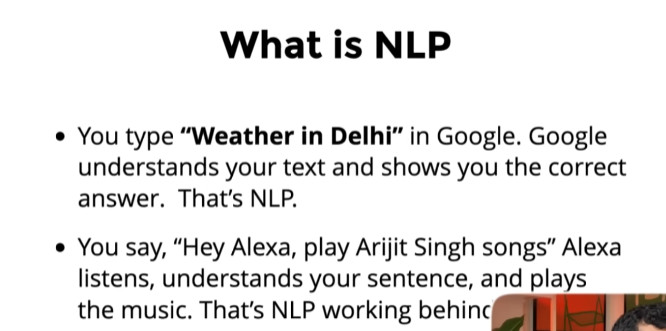 What is NLP
• You type “Weather in Delhi” in Google. Google
understands your text and shows you the correct
answer. That’s NLP.
• You say, “Hey Alexa, play Arijit Singh songs” Alexa
listens, understands your sentence, and plays
the music. That’s NLP working